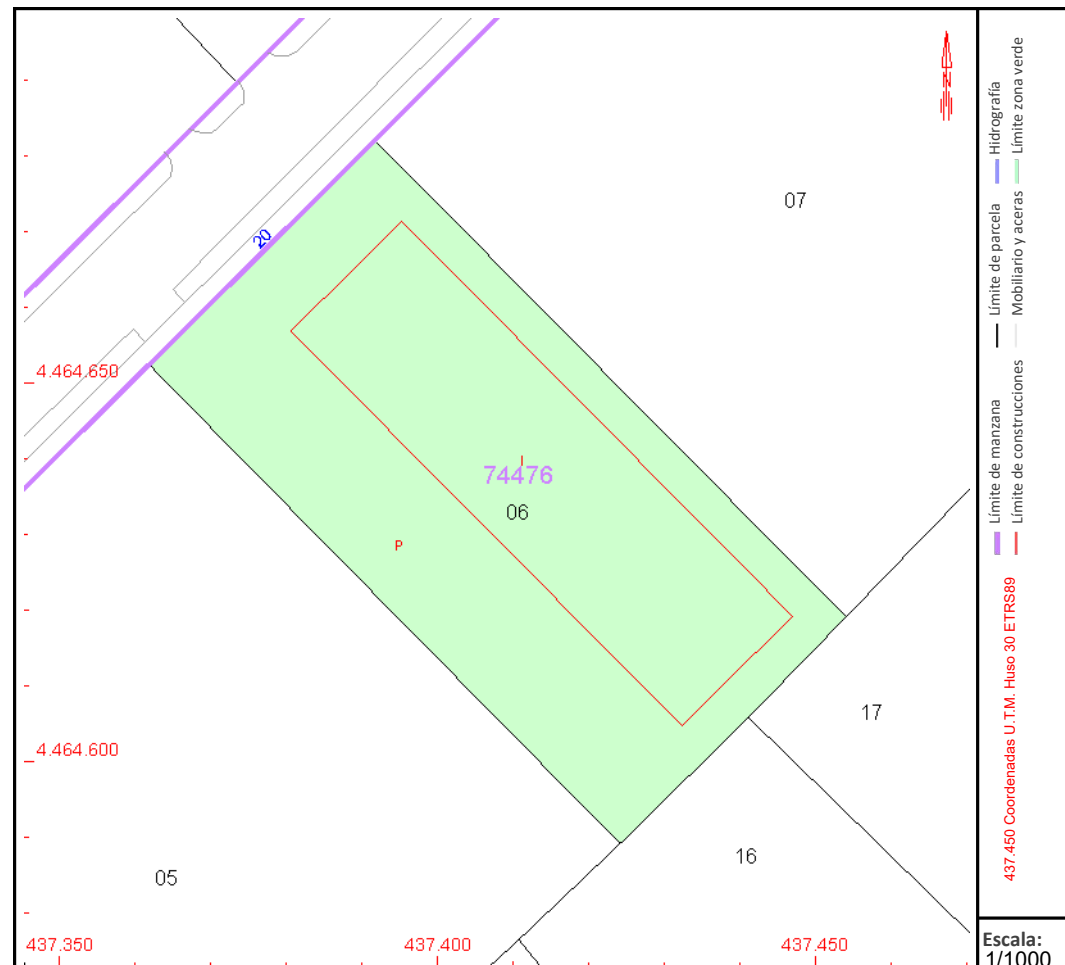 07
20
4.464.650
74476
I
06
P
17
4.464.600
16
05
437.350
437.400
437.450
N
Hidrografía
Límite zona verde
Límite de parcela
Mobiliario y aceras
Límite de manzana
Límite de construcciones
437.450 Coordenadas U.T.M. Huso 30 ETRS89
Escala:
1/1000